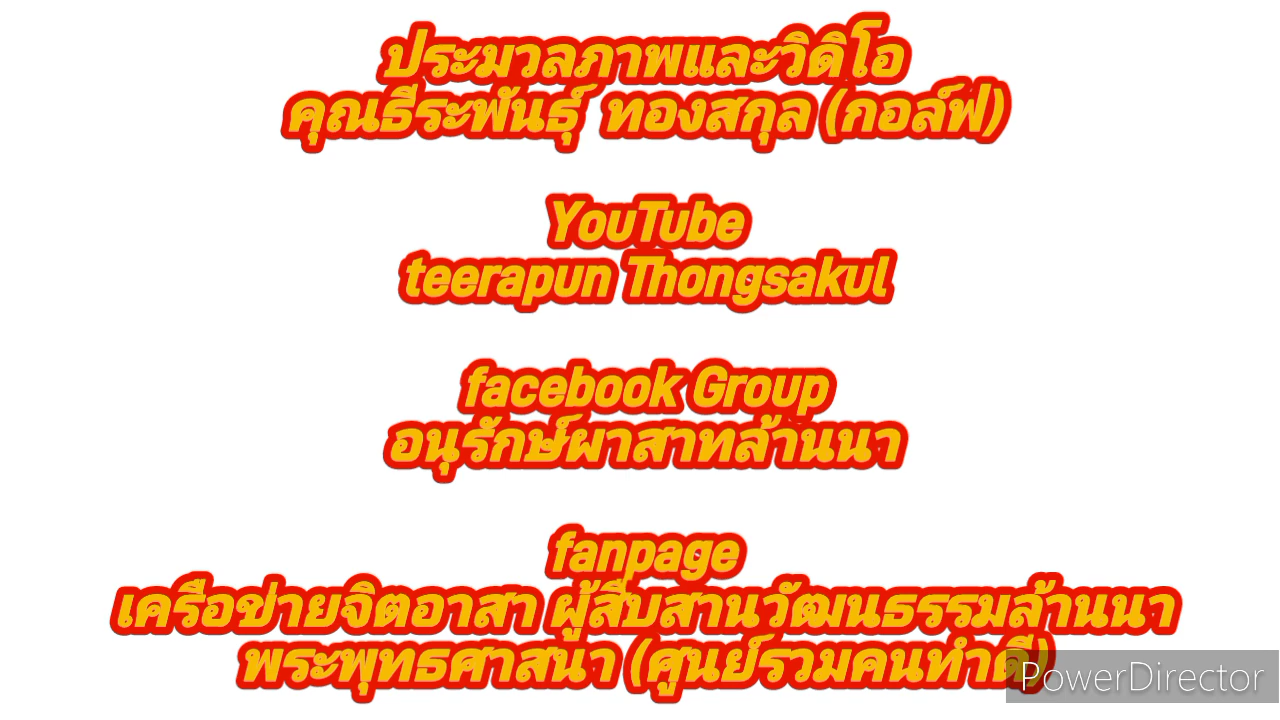 ประมวลภาพและวิดิโอ
คุณธีระพันธุ์ ทองสกุล (กอล์ฟ)
YouTube
teerapun Thongsakul
facebook Group
อนุรักษ์ผาสาทล้านนา
fanpage
เครือข่ายจิตอาสา ผู้สืบสานวัฒนธรรมล้านนา
พระพุทธศาสนา (ศูนย์รวมคนทำดี)
PowerDirector